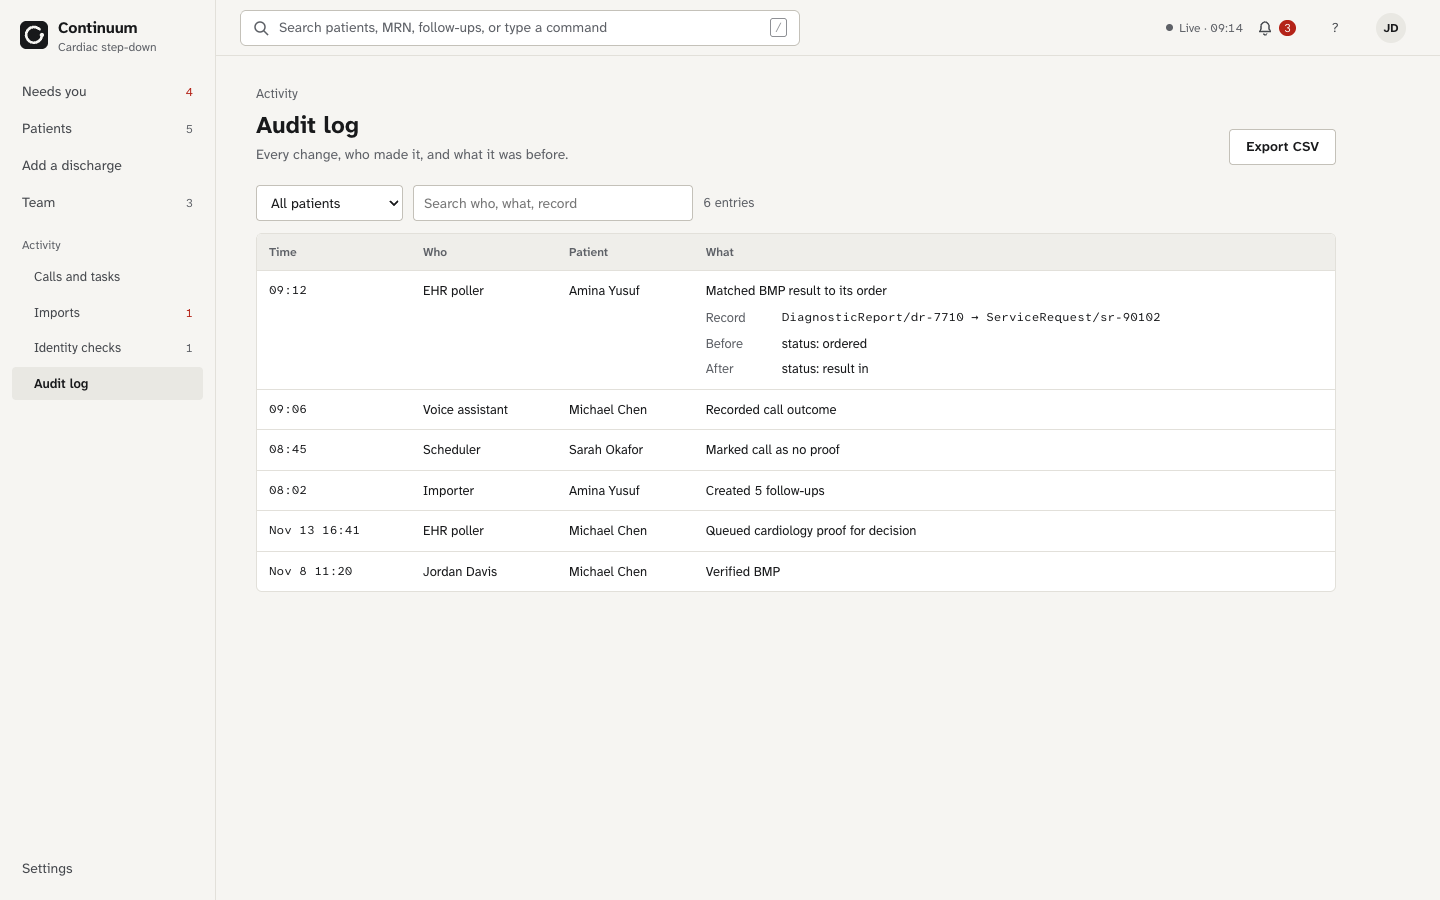 Continuum
Cardiac step-down
Needs you 4
Patients 5
Add a discharge
Team 3
Activity
Calls and tasks
Imports 1
Identity checks 1
Audit log
Settings
Search patients, MRN, follow-ups, or type a command /
Live · 09:14 3 ? JD
Activity
Audit log
Every change, who made it, and what it was before.
Export CSV
All patients Search who, what, record 6 entries
Time Who Patient What
09:12 EHR poller Amina Yusuf Matched BMP result to its order
Record DiagnosticReport/dr-7710 → ServiceRequest/sr-90102
Before status: ordered
After status: result in
09:06 Voice assistant Michael Chen Recorded call outcome
08:45 Scheduler Sarah Okafor Marked call as no proof
08:02 Importer Amina Yusuf Created 5 follow-ups
Nov 13 16:41 EHR poller Michael Chen Queued cardiology proof for decision
Nov 8 11:20 Jordan Davis Michael Chen Verified BMP